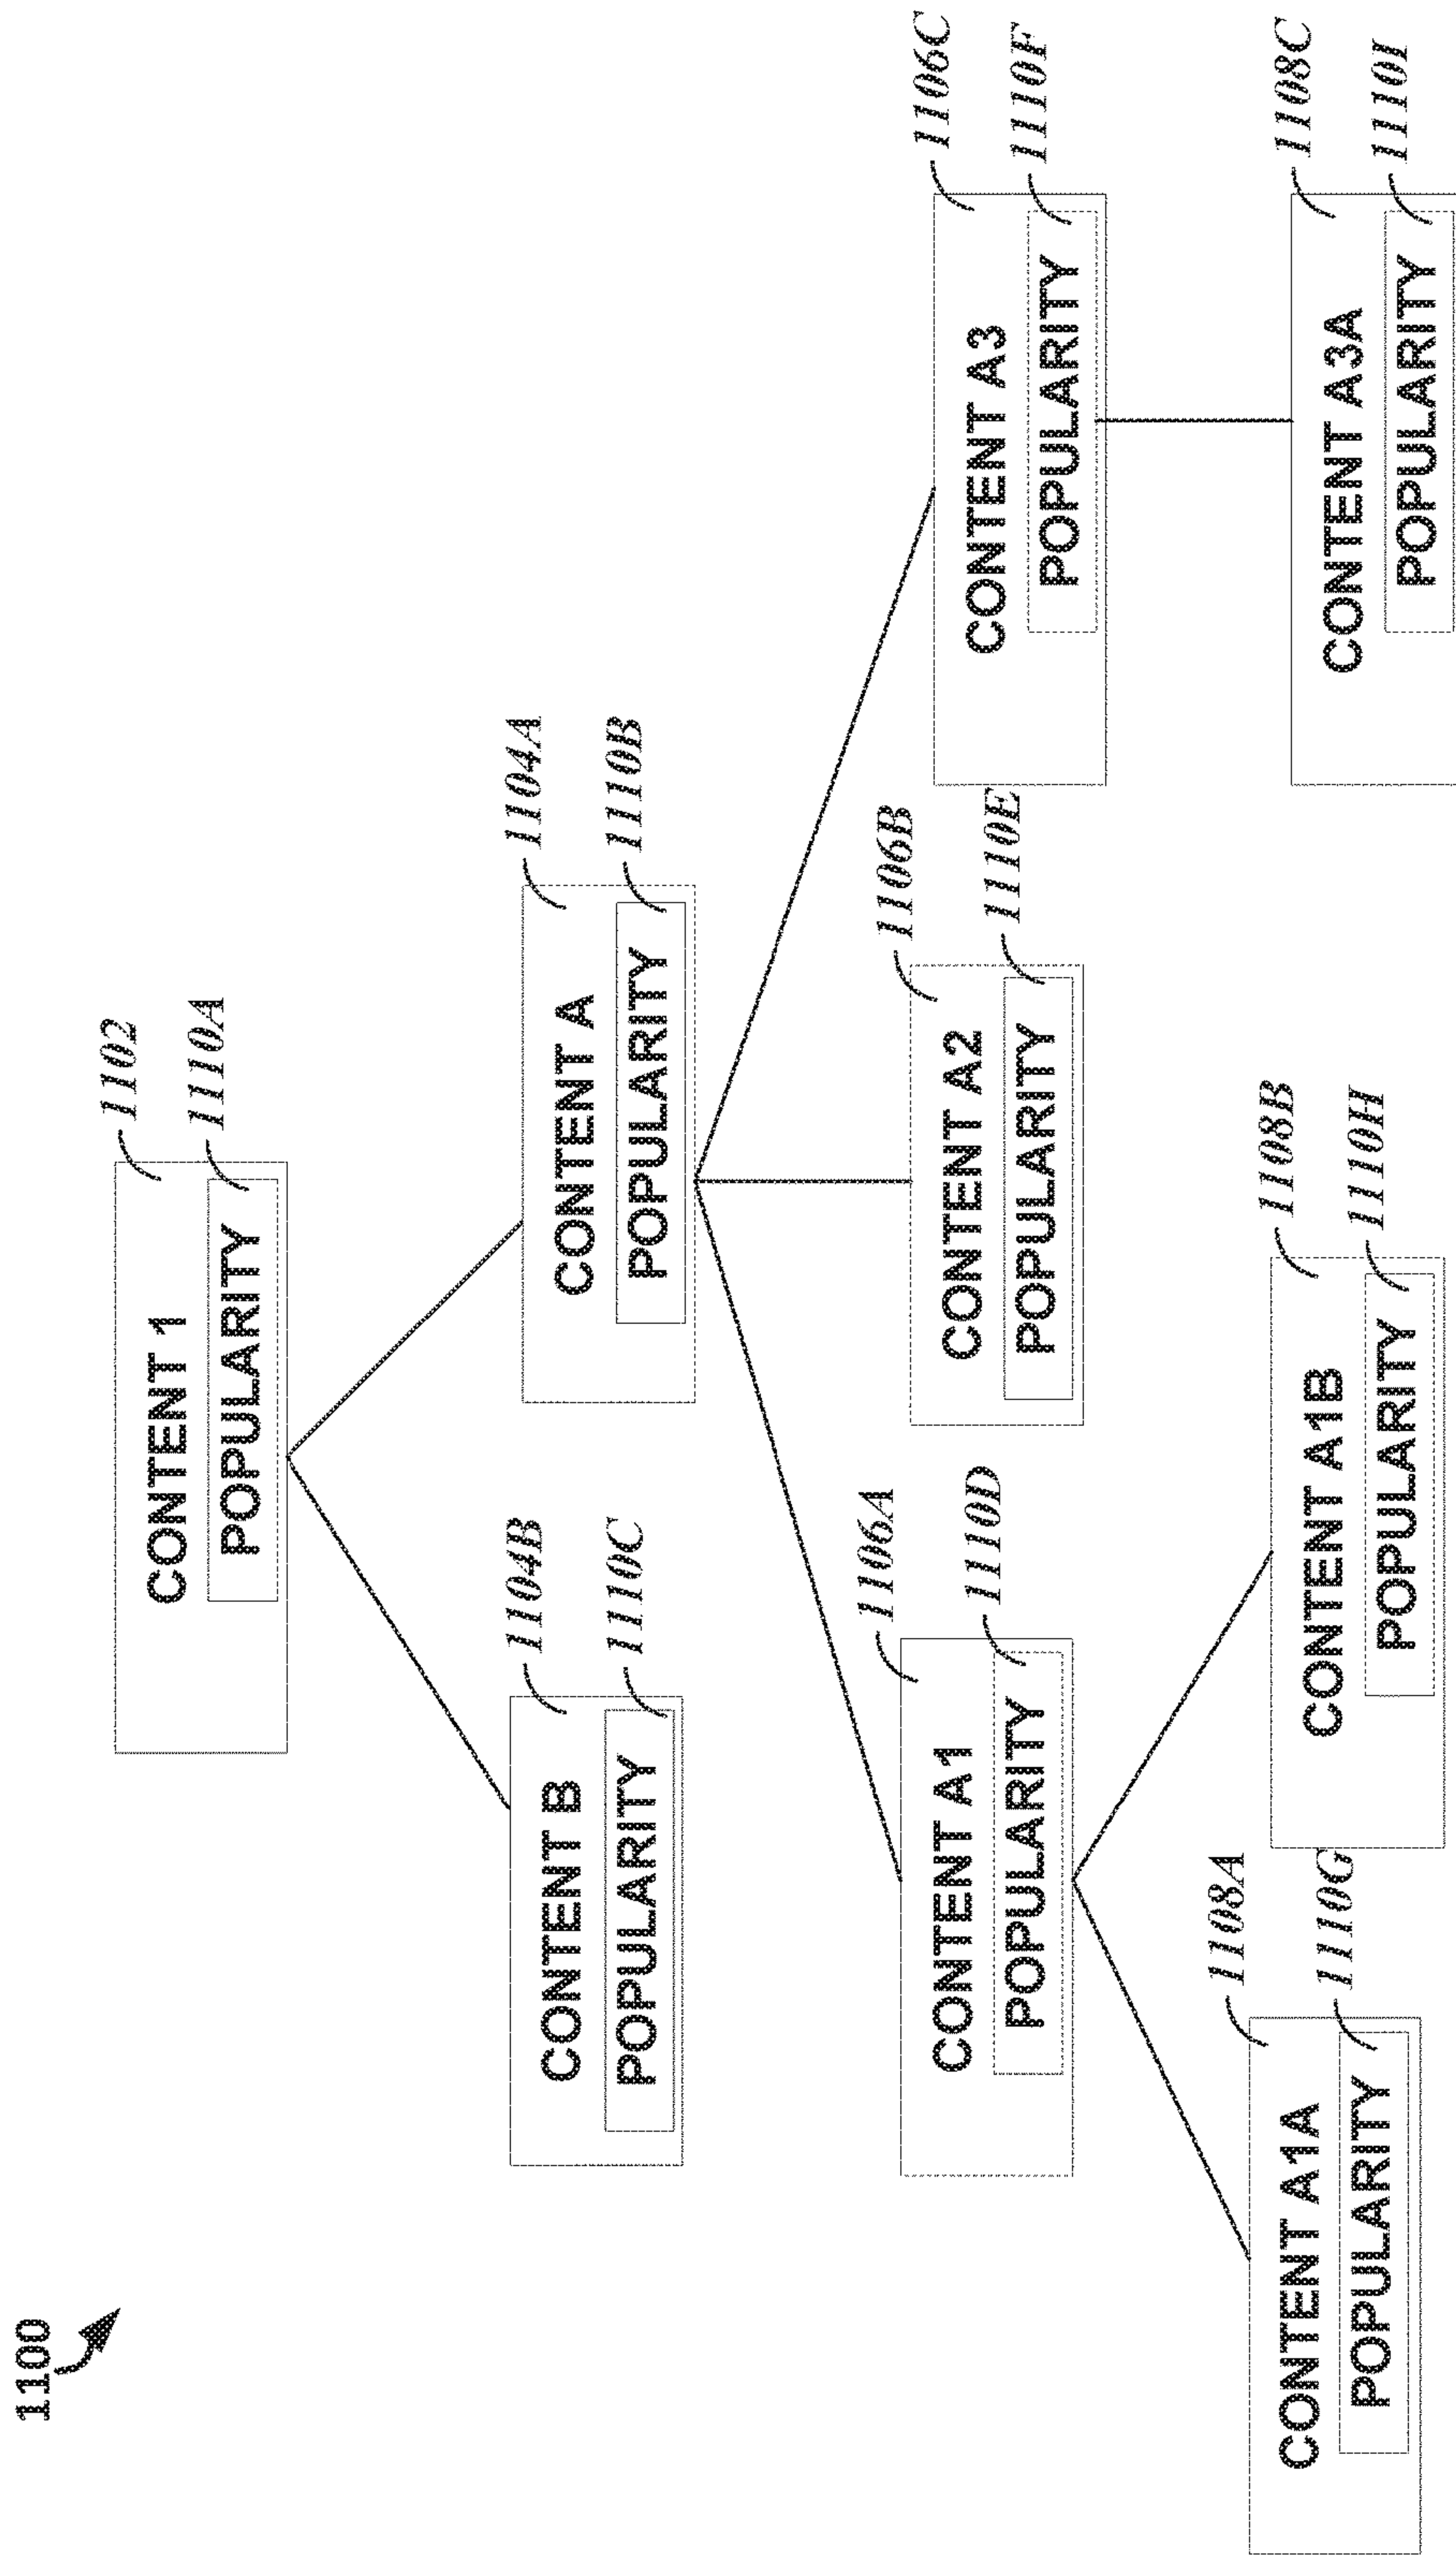 1100
1102
CONTENT 1
1110A
POPULARITY
1104B
CONTENT B
1110C
POPULARITY
1104A
CONTENT A
1110B
POPULARITY
1106A
CONTENT A1
1110D
POPULARITY
1106B
CONTENT A2
1110E
POPULARITY
1106C
CONTENT A3
1110F
POPULARITY
1108A
CONTENT A1A
1110G
POPULARITY
1108B
CONTENT A1B
1110H
POPULARITY
1108C
CONTENT A3A
1110I
POPULARITY